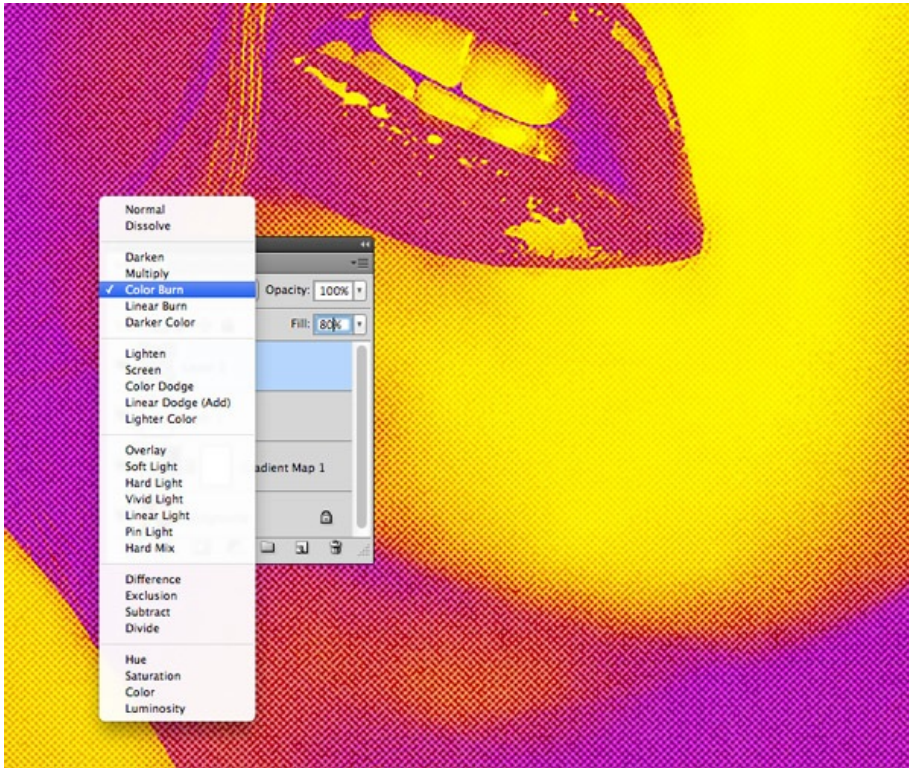 Normal
Dissolve
Darken
Multiply
✓ Color Burn
Linear Burn
Darker Color
Lighten
Screen
Color Dodge
Linear Dodge (Add)
Lighter Color
Overlay
Soft Light
Hard Light
Vivid Light
Linear Light
Pin Light
Hard Mix
Difference
Exclusion
Subtract
Divide
Hue
Saturation
Color
Luminosity
Opacity: 100%
Fill: 80%
adient Map 1